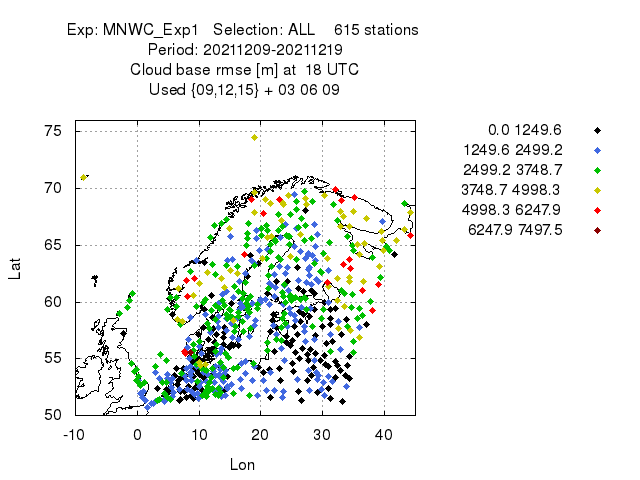 Exp: MNWC_Exp1   Selection: ALL    615 stations
Period: 20211209-20211219
Cloud base rmse [m] at  18 UTC
Used {09,12,15} + 03 06 09
0.0 1249.6
1249.6 2499.2
2499.2 3748.7
3748.7 4998.3
4998.3 6247.9
6247.9 7497.5
75
70
65
60
55
50
Lat
-10 0 10 20 30 40
Lon